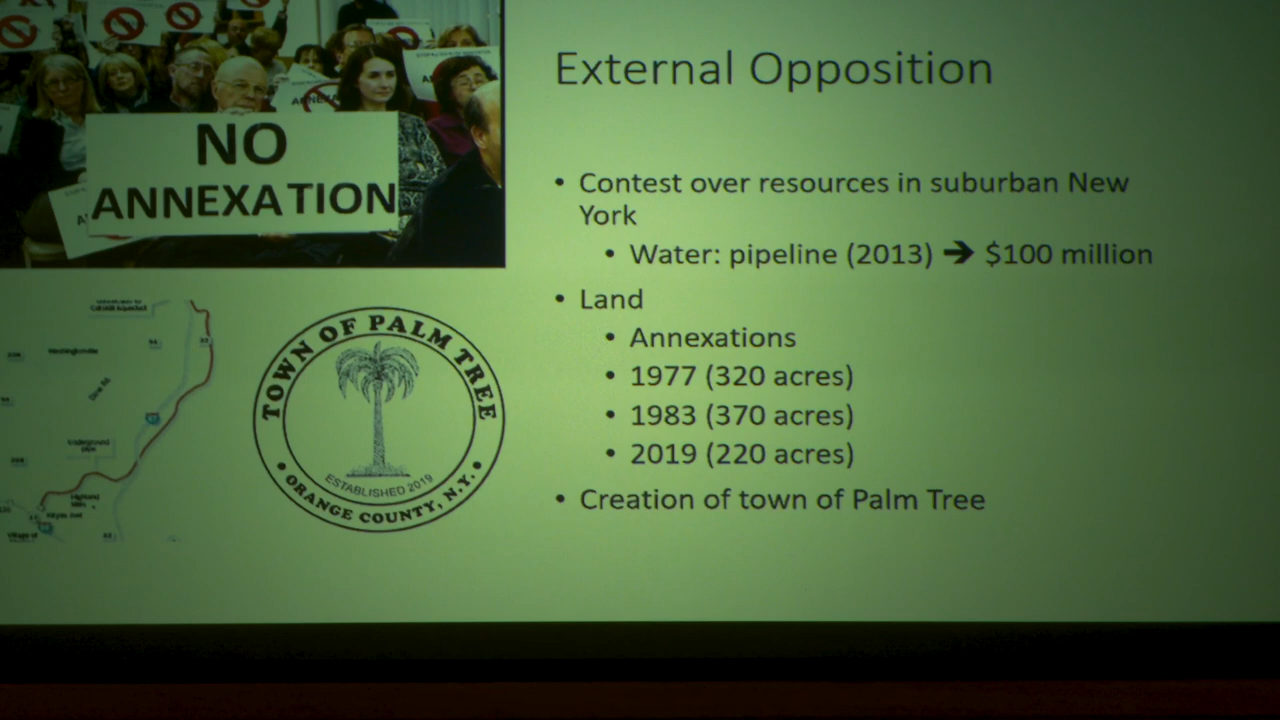 NO
ANNEXATION
External Opposition
• Contest over resources in suburban New
York
• Water: pipeline (2013) ➔ $100 million
• Land
• Annexations
• 1977 (320 acres)
• 1983 (370 acres)
• 2019 (220 acres)
• Creation of town of Palm Tree
TOWN OF PALM TREE
ESTABLISHED 2019
• ORANGE COUNTY, N.Y. •